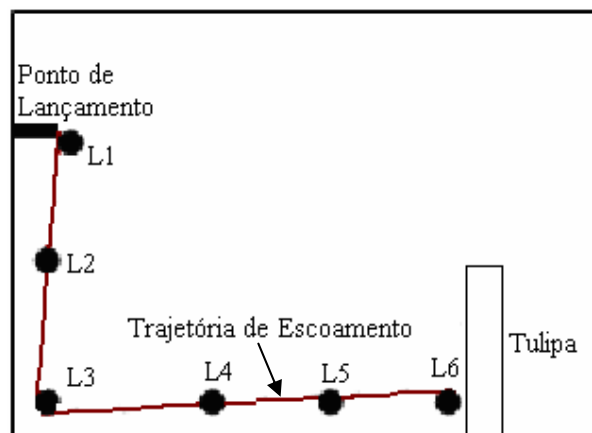 Ponto de
Lançamento
L1
L2
Trajetória de Escoamento
L3
L4
L5
L6
Tulipa